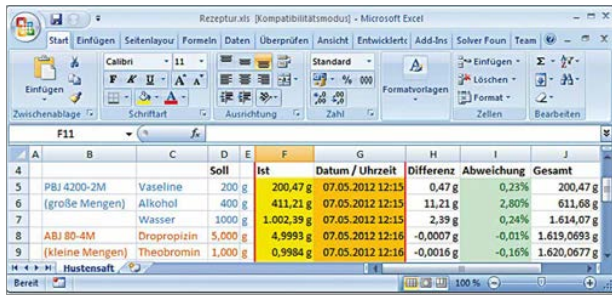 Rezeptur.xls [Kompatibilitätsmodus] - Microsoft Excel
Start Einfügen Seitenlayour Formeln Daten Überprüfen Ansicht Entwicklertc Add-Ins Solver Foun Team
Einfügen
Calibri 11
F K U A A
A
Standard
% 000
Formatvorlagen
Einfügen
Löschen
Format
Σ
Zwischenablage Schriftart Ausrichtung Zahl Zellen Bearbeiten
F11 fx
A B C D E F G H I J
4 Soll Ist Datum / Uhrzeit Differenz Abweichung Gesamt
5 PBJ 4200-2M Vaseline 200 g 200,47 g 07.05.2012 12:15 0,47 g 0,23% 200,47 g
6 (große Mengen) Alkohol 400 g 411,21 g 07.05.2012 12:15 11,21 g 2,80% 611,68 g
7 Wasser 1000 g 1.002,39 g 07.05.2012 12:15 2,39 g 0,24% 1.614,07 g
8 ABJ 80-4M Dropropizin 5,000 g 4,9993 g 07.05.2012 12:16 -0,0007 g -0,01% 1.619,0693 g
9 (kleine Mengen) Theobromin 1,000 g 0,9984 g 07.05.2012 12:16 -0,0016 g -0,16% 1.620,0677 g
Hustensaft
Bereit 100 %